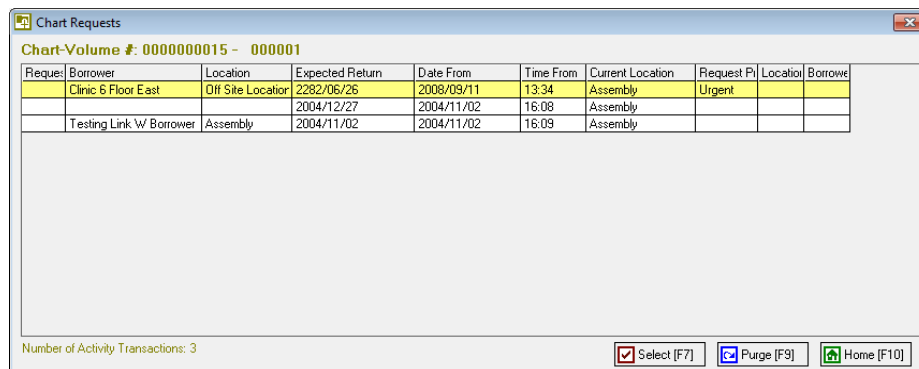 Chart Requests
Chart-Volume #: 0000000015 - 000001
Reques Borrower Location Expected Return Date From Time From Current Location Request Pr Location Borrowe
Clinic 6 Floor East Off Site Location 2282/06/26 2008/09/11 13:34 Assembly Urgent
2004/12/27 2004/11/02 16:08 Assembly
Testing Link W Borrower Assembly 2004/11/02 2004/11/02 16:09 Assembly
Number of Activity Transactions: 3
Select [F7] Purge [F9] Home [F10]